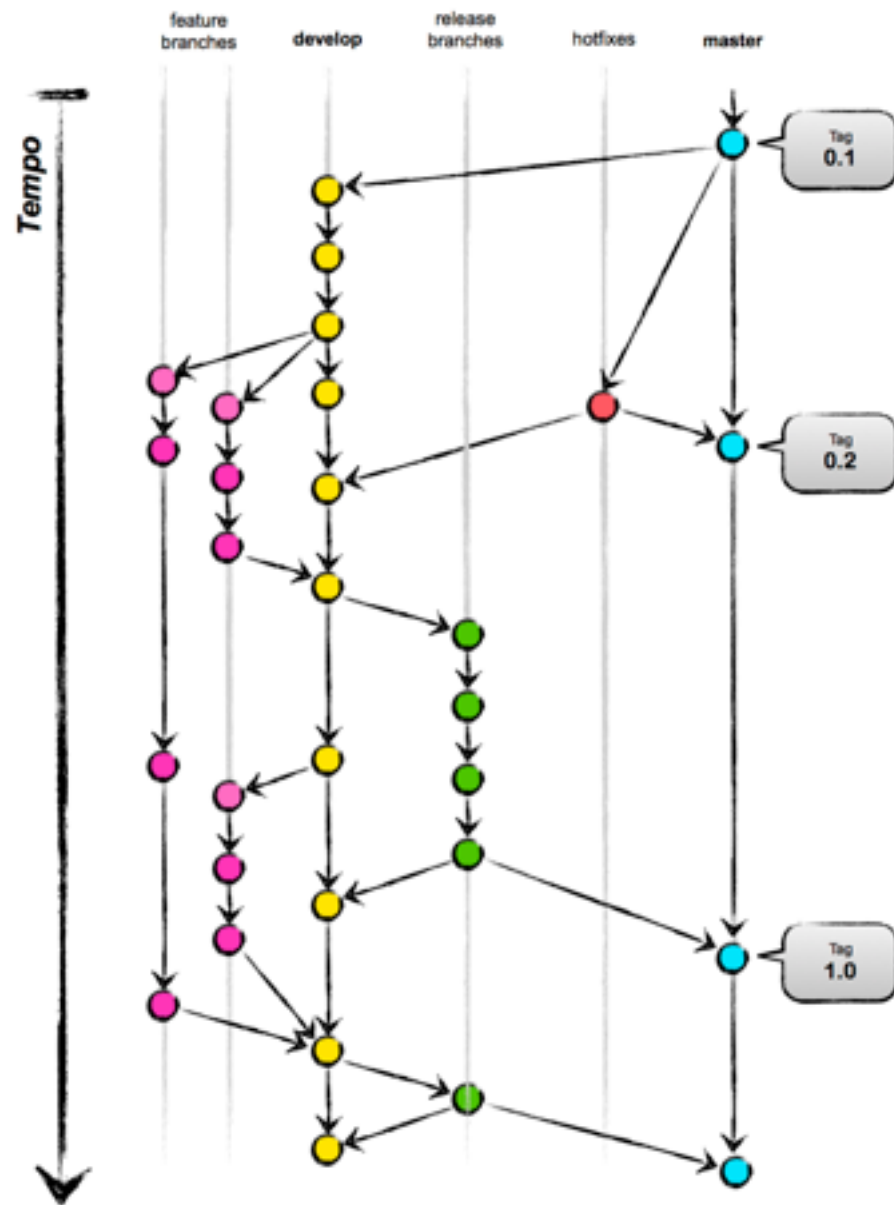 feature
branches
develop
release
branches
hotfixes
master
Tempo
Tag
0.1
Tag
0.2
Tag
1.0